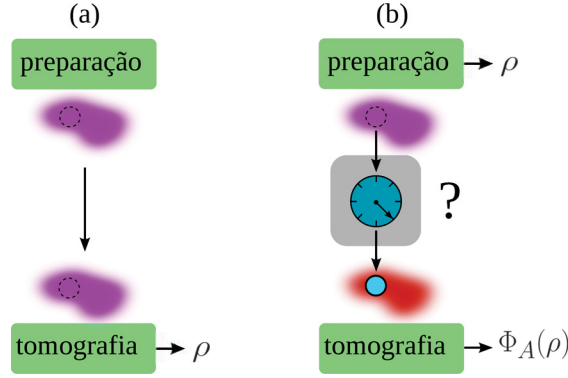 (a)
preparação
tomografia
ρ
(b)
preparação
ρ
?
tomografia
Φ_A(ρ)